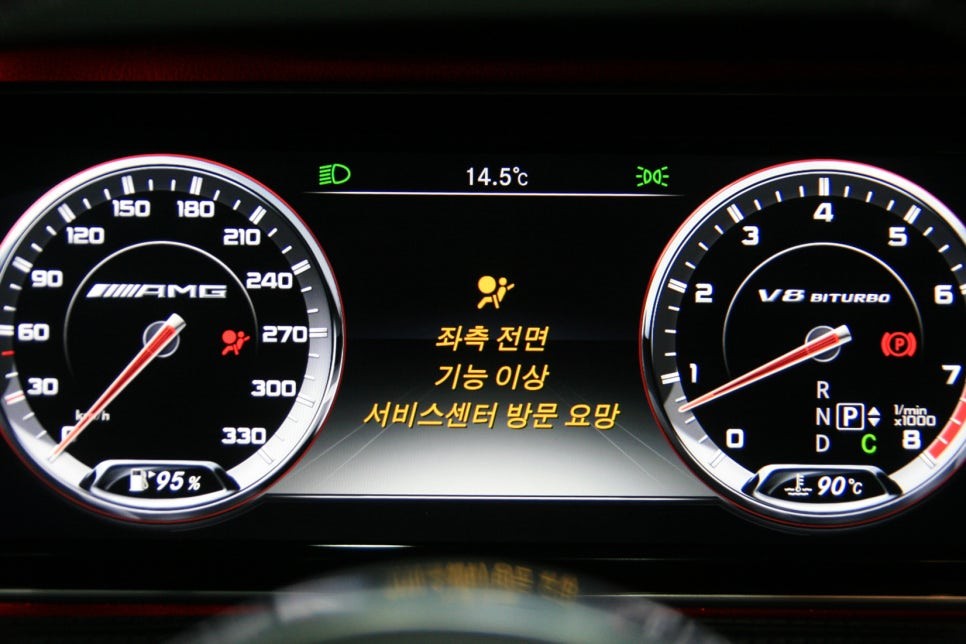 14.5℃
150 180
120 210
90 240
AMG
60 270
30 300
km/h
0 330
95%
좌측 전면
기능 이상
서비스센터 방문 요망
4
3 5
2 6
V8 BITURBO
(P)
1 7
R
N P
D C
1/min
x1000
0 8
90℃